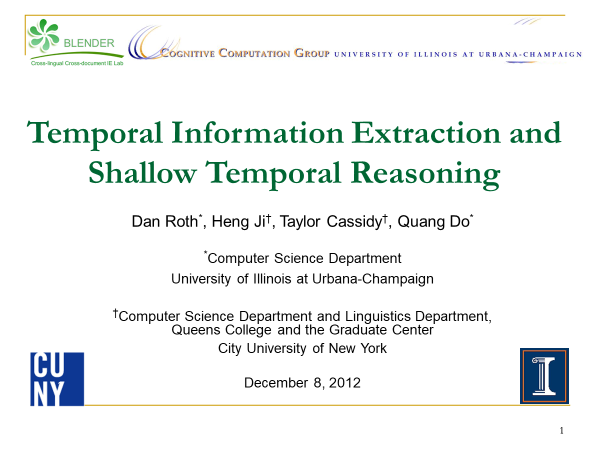 BLENDER
Cross-lingual Cross-document IE Lab
COGNITIVE COMPUTATION GROUP UNIVERSITY OF ILLINOIS AT URBANA-CHAMPAIGN
Temporal Information Extraction and
Shallow Temporal Reasoning
Dan Roth*, Heng Ji†, Taylor Cassidy†, Quang Do*
*Computer Science Department
University of Illinois at Urbana-Champaign
†Computer Science Department and Linguistics Department,
Queens College and the Graduate Center
City University of New York
CU
NY
I
December 8, 2012
1